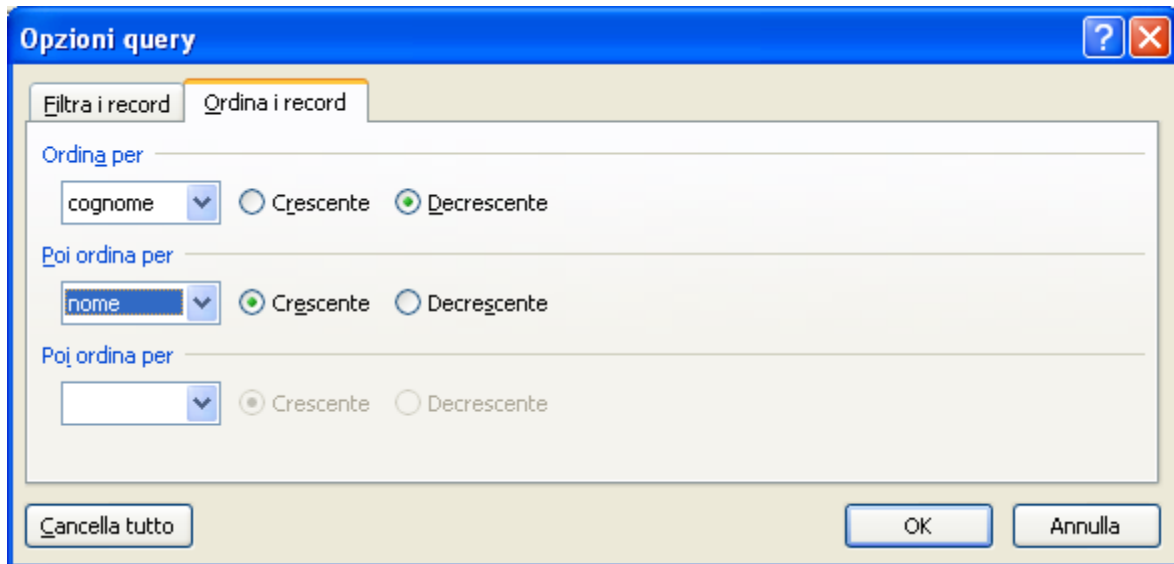 Opzioni query
Filtra i record Ordina i record
Ordina per
cognome Crescente Decrescente
Poi ordina per
nome Crescente Decrescente
Poi ordina per
Crescente Decrescente
Cancella tutto OK Annulla